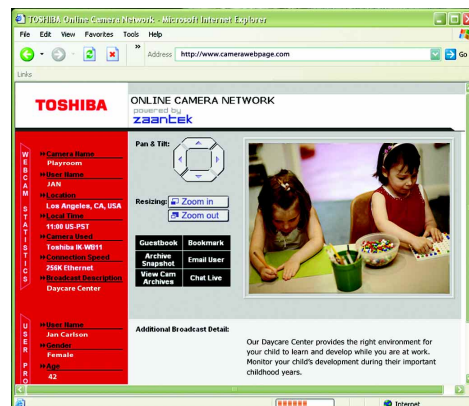 TOSHIBA Online Camera Network - Microsoft Internet Explorer
File Edit View Favorites Tools Help
Address http://www.camerawebpage.com Go
Links
TOSHIBA
ONLINE CAMERA NETWORK
powered by
zaantek
WEBCAM STATISTICS
Camera Name
Playroom
User Name
JAN
Location
Los Angeles, CA, USA
Local Time
11:00 US-PST
Camera Used
Toshiba IK-WB11
Connection Speed
256K Ethernet
Broadcast Description
Daycare Center
Pan & Tilt:
Resizing: Zoom in
Zoom out
Guestbook Bookmark
Archive Snapshot Email User
View Cam Archives Chat Live
USER PRO
User Name
Jan Carlson
Gender
Female
Age
42
Additional Broadcast Detail:
Our Daycare Center provides the right environment for
your child to learn and develop while you are at work.
Monitor your child's development during their important
childhood years.
Internet